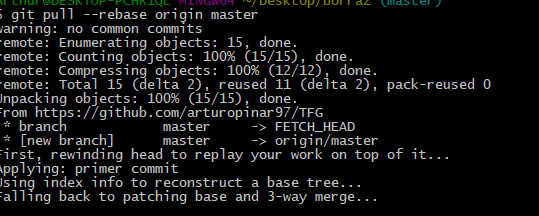 Arthur@DESKTOP-PCHKIQL MINGW64 ~/Desktop/borraz (master)
$ git pull --rebase origin master
warning: no common commits
remote: Enumerating objects: 15, done.
remote: Counting objects: 100% (15/15), done.
remote: Compressing objects: 100% (12/12), done.
remote: Total 15 (delta 2), reused 11 (delta 2), pack-reused 0
Unpacking objects: 100% (15/15), done.
From https://github.com/arturopinar97/TFG
 * branch            master     -> FETCH_HEAD
 * [new branch]      master     -> origin/master
First, rewinding head to replay your work on top of it...
Applying: primer commit
Using index info to reconstruct a base tree...
Falling back to patching base and 3-way merge...